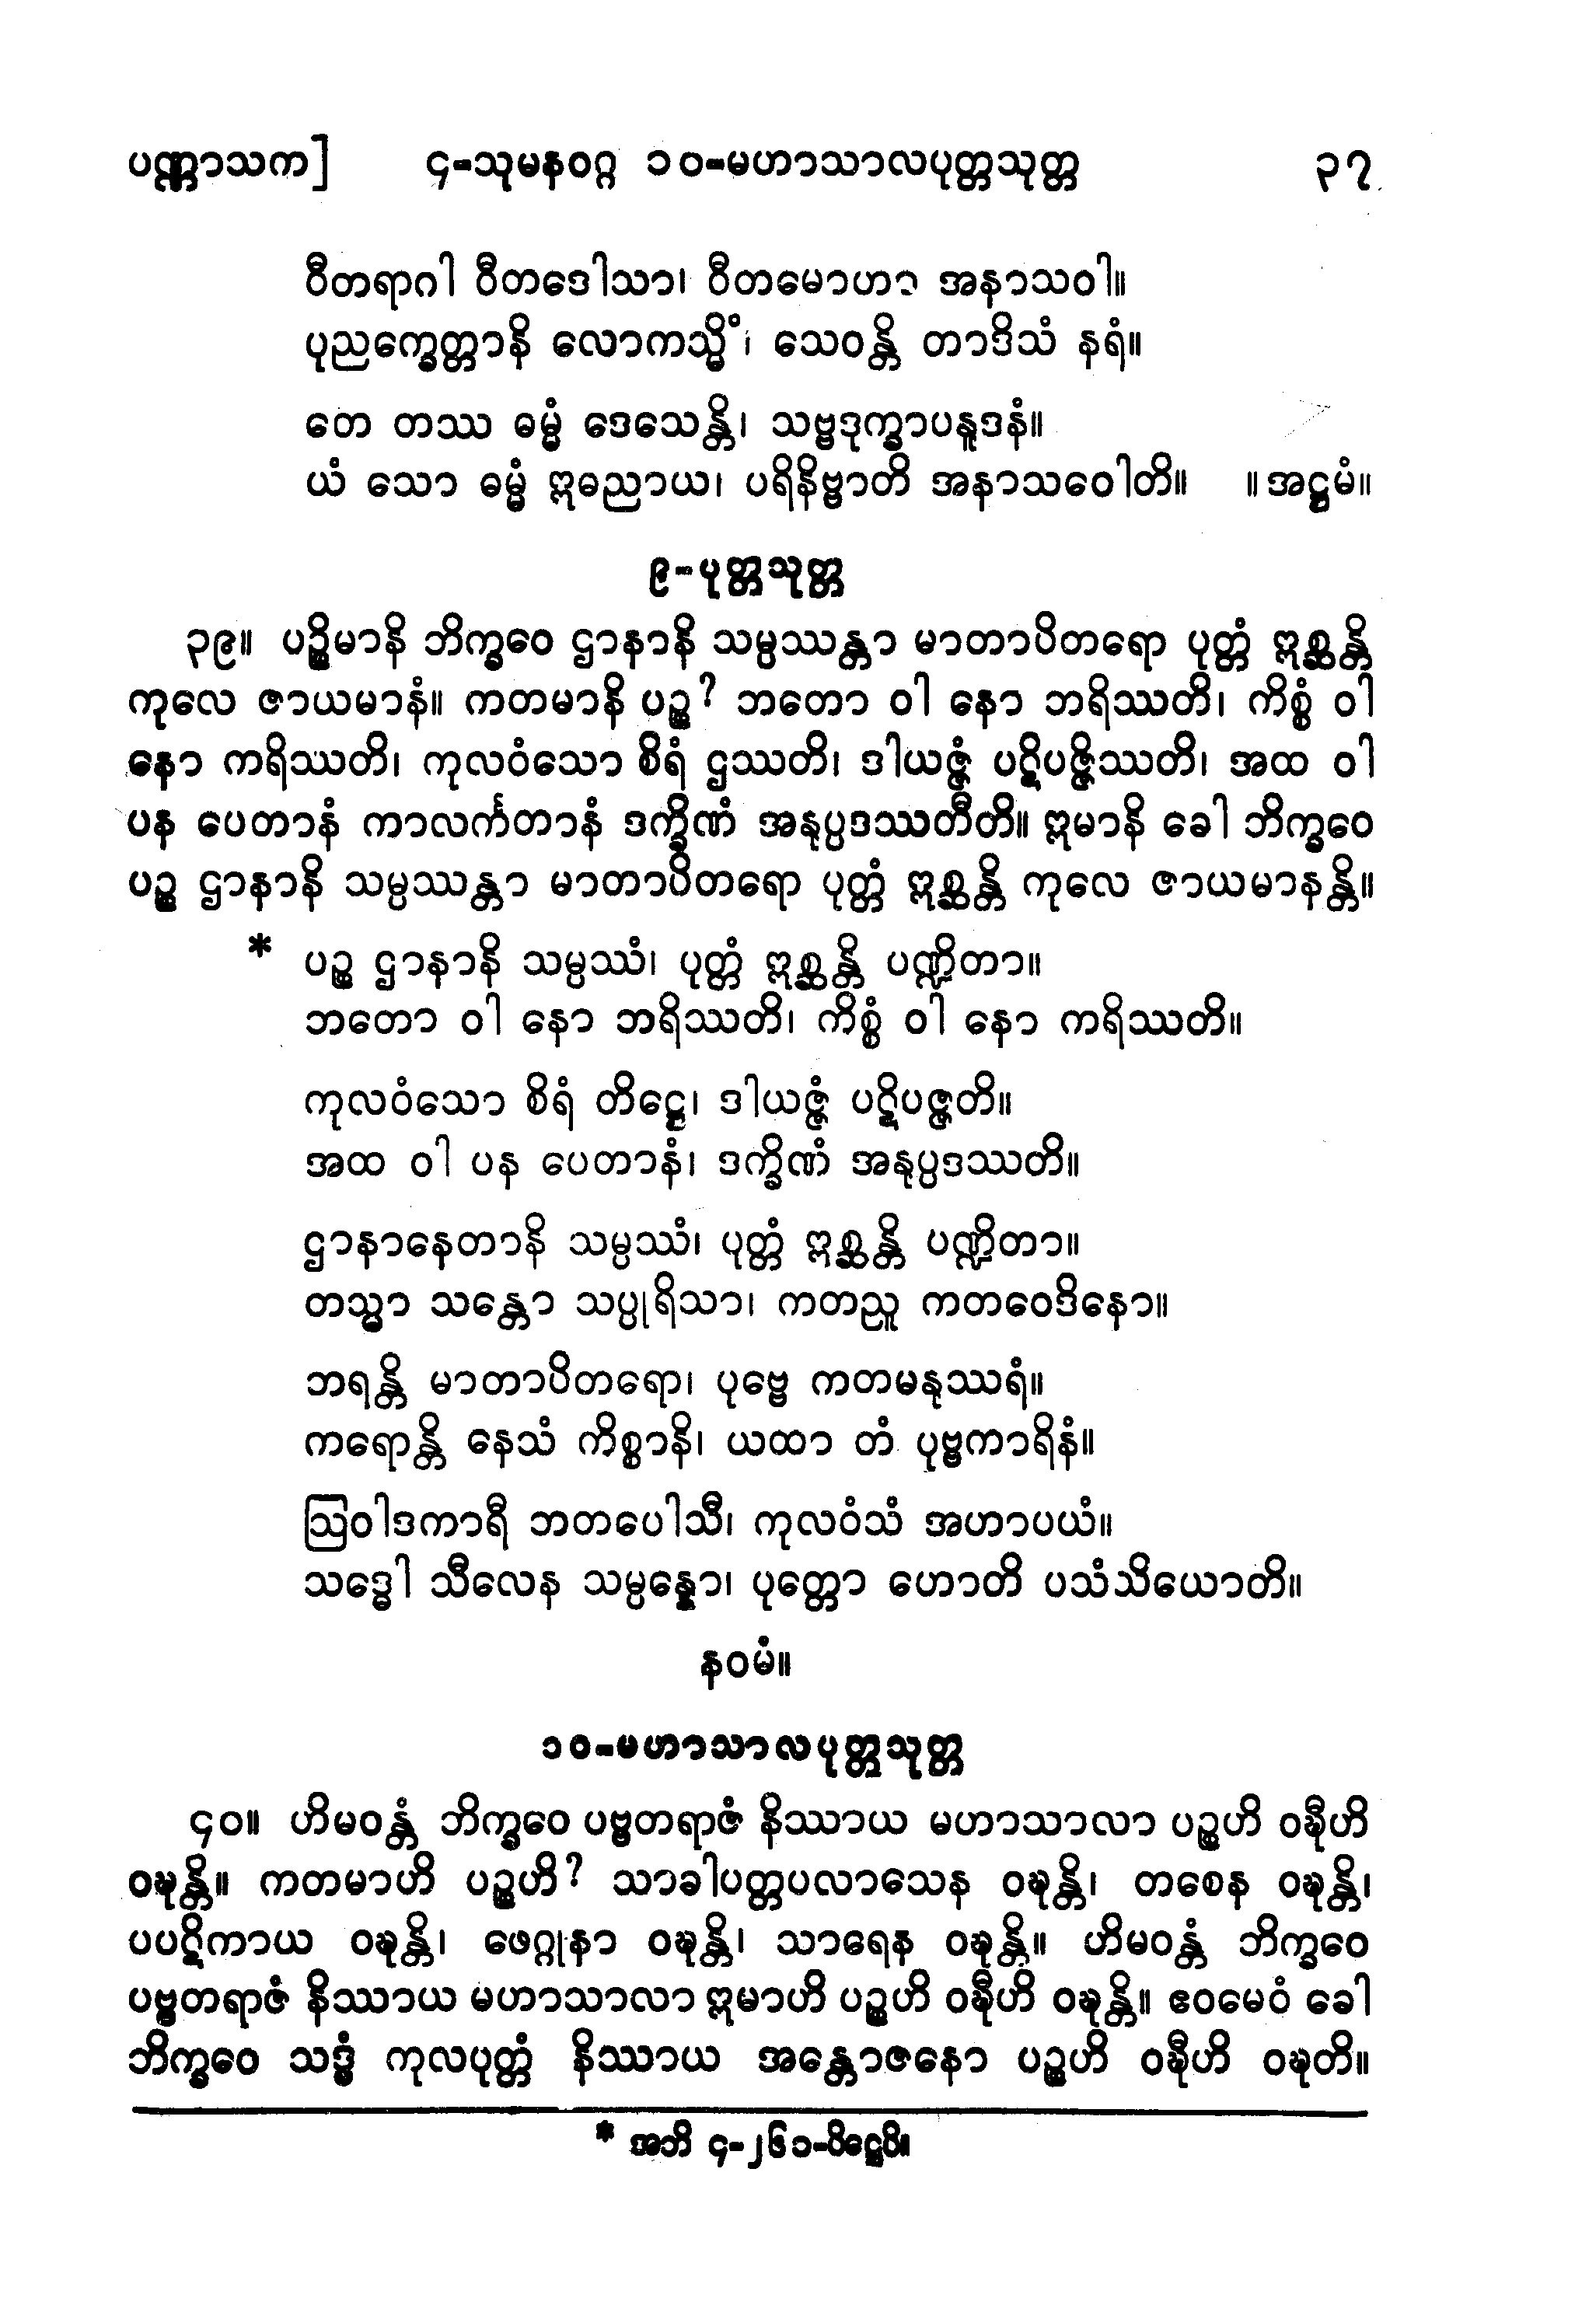 ပဏ္ဏာသက]	၄-သုမနဝဂ္ဂ ၁၀-မဟာသာလပုတ္တသုတ္တ	၃၇
ဝီတရာဂါ ဝီတဒေါသာ၊ ဝီတမောဟာ အနာသဝါ။
ပုညက္ခေတ္တာနိ လောကသ္မိံ၊ သေဝန္တိ တာဒိသံ နရံ။
တေ တဿ ဓမ္မံ ဒေသေန္တိ၊ သဗ္ဗဒုက္ခာပနူဒနံ။
ယံ သော ဓမ္မံ ဣဓညာယ၊ ပရိနိဗ္ဗာတိ အနာသဝေါတိ။ ။အဋ္ဌမံ။
၉-ပုတ္တသုတ္တ
၃၉။ ပဉ္စိမာနိ ဘိက္ခဝေ ဌာနာနိ သမ္ပဿန္တာ မာတာပိတရော ပုတ္တံ ဣစ္ဆန္တိ
ကုလေ ဇာယမာနံ။ ကတမာနိ ပဉ္စ? ဘတော ဝါ နော ဘရိဿတိ၊ ကိစ္စံ ဝါ
နော ကရိဿတိ၊ ကုလဝံသော စိရံ ဌဿတိ၊ ဒါယဇ္ဇံ ပဋိပဇ္ဇိဿတိ၊ အထ ဝါ
ပန ပေတာနံ ကာလင်္ကတာနံ ဒက္ခိဏံ အနုပ္ပဒဿတီတိ။ ဣမာနိ ခေါ ဘိက္ခဝေ
ပဉ္စ ဌာနာနိ သမ္ပဿန္တာ မာတာပိတရော ပုတ္တံ ဣစ္ဆန္တိ ကုလေ ဇာယမာနန္တိ။
* ပဉ္စ ဌာနာနိ သမ္ပဿံ၊ ပုတ္တံ ဣစ္ဆန္တိ ပဏ္ဍိတာ။
ဘတော ဝါ နော ဘရိဿတိ၊ ကိစ္စံ ဝါ နော ကရိဿတိ။
ကုလဝံသော စိရံ တိဋ္ဌေ၊ ဒါယဇ္ဇံ ပဋိပဇ္ဇတိ။
အထ ဝါ ပန ပေတာနံ၊ ဒက္ခိဏံ အနုပ္ပဒဿတိ။
ဌာနာနေတာနိ သမ္ပဿံ၊ ပုတ္တံ ဣစ္ဆန္တိ ပဏ္ဍိတာ။
တသ္မာ သန္တော သပ္ပုရိသာ၊ ကတညူ ကတဝေဒိနော။
ဘရန္တိ မာတာပိတရော၊ ပုဗ္ဗေ ကတမနုဿရံ။
ကရောန္တိ နေသံ ကိစ္စာနိ၊ ယထာ တံ ပုဗ္ဗကာရိနံ။
ဩဝါဒကာရီ ဘတပေါသီ၊ ကုလဝံသံ အဟာပယံ။
သဒ္ဓေါ သီလေန သမ္ပန္နော၊ ပုတ္တော ဟောတိ ပသံသိယောတိ။
နဝမံ။
၁၀-မဟာသာလပုတ္တသုတ္တ
၄၀။ ဟိမဝန္တံ ဘိက္ခဝေ ပဗ္ဗတရာဇံ နိဿာယ မဟာသာလာ ပဉ္စဟိ ဝဍ္ဎီဟိ
ဝဍ္ဎန္တိ။ ကတမာဟိ ပဉ္စဟိ? သာခါပတ္တပလာသေန ဝဍ္ဎန္တိ၊ တစေန ဝဍ္ဎန္တိ၊
ပပဋိကာယ ဝဍ္ဎန္တိ၊ ဖေဂ္ဂုနာ ဝဍ္ဎန္တိ၊ သာရေန ဝဍ္ဎန္တိ။ ဟိမဝန္တံ ဘိက္ခဝေ
ပဗ္ဗတရာဇံ နိဿာယ မဟာသာလာ ဣမာဟိ ပဉ္စဟိ ဝဍ္ဎီဟိ ဝဍ္ဎန္တိ။ ဧဝမေဝံ ခေါ
ဘိက္ခဝေ သဒ္ဓံ ကုလပုတ္တံ နိဿာယ အန္တောဇနော ပဉ္စဟိ ဝဍ္ဎီဟိ ဝဍ္ဎတိ။
* အဘိ ၄-၂၆၁-ပိဋ္ဌေပိ။